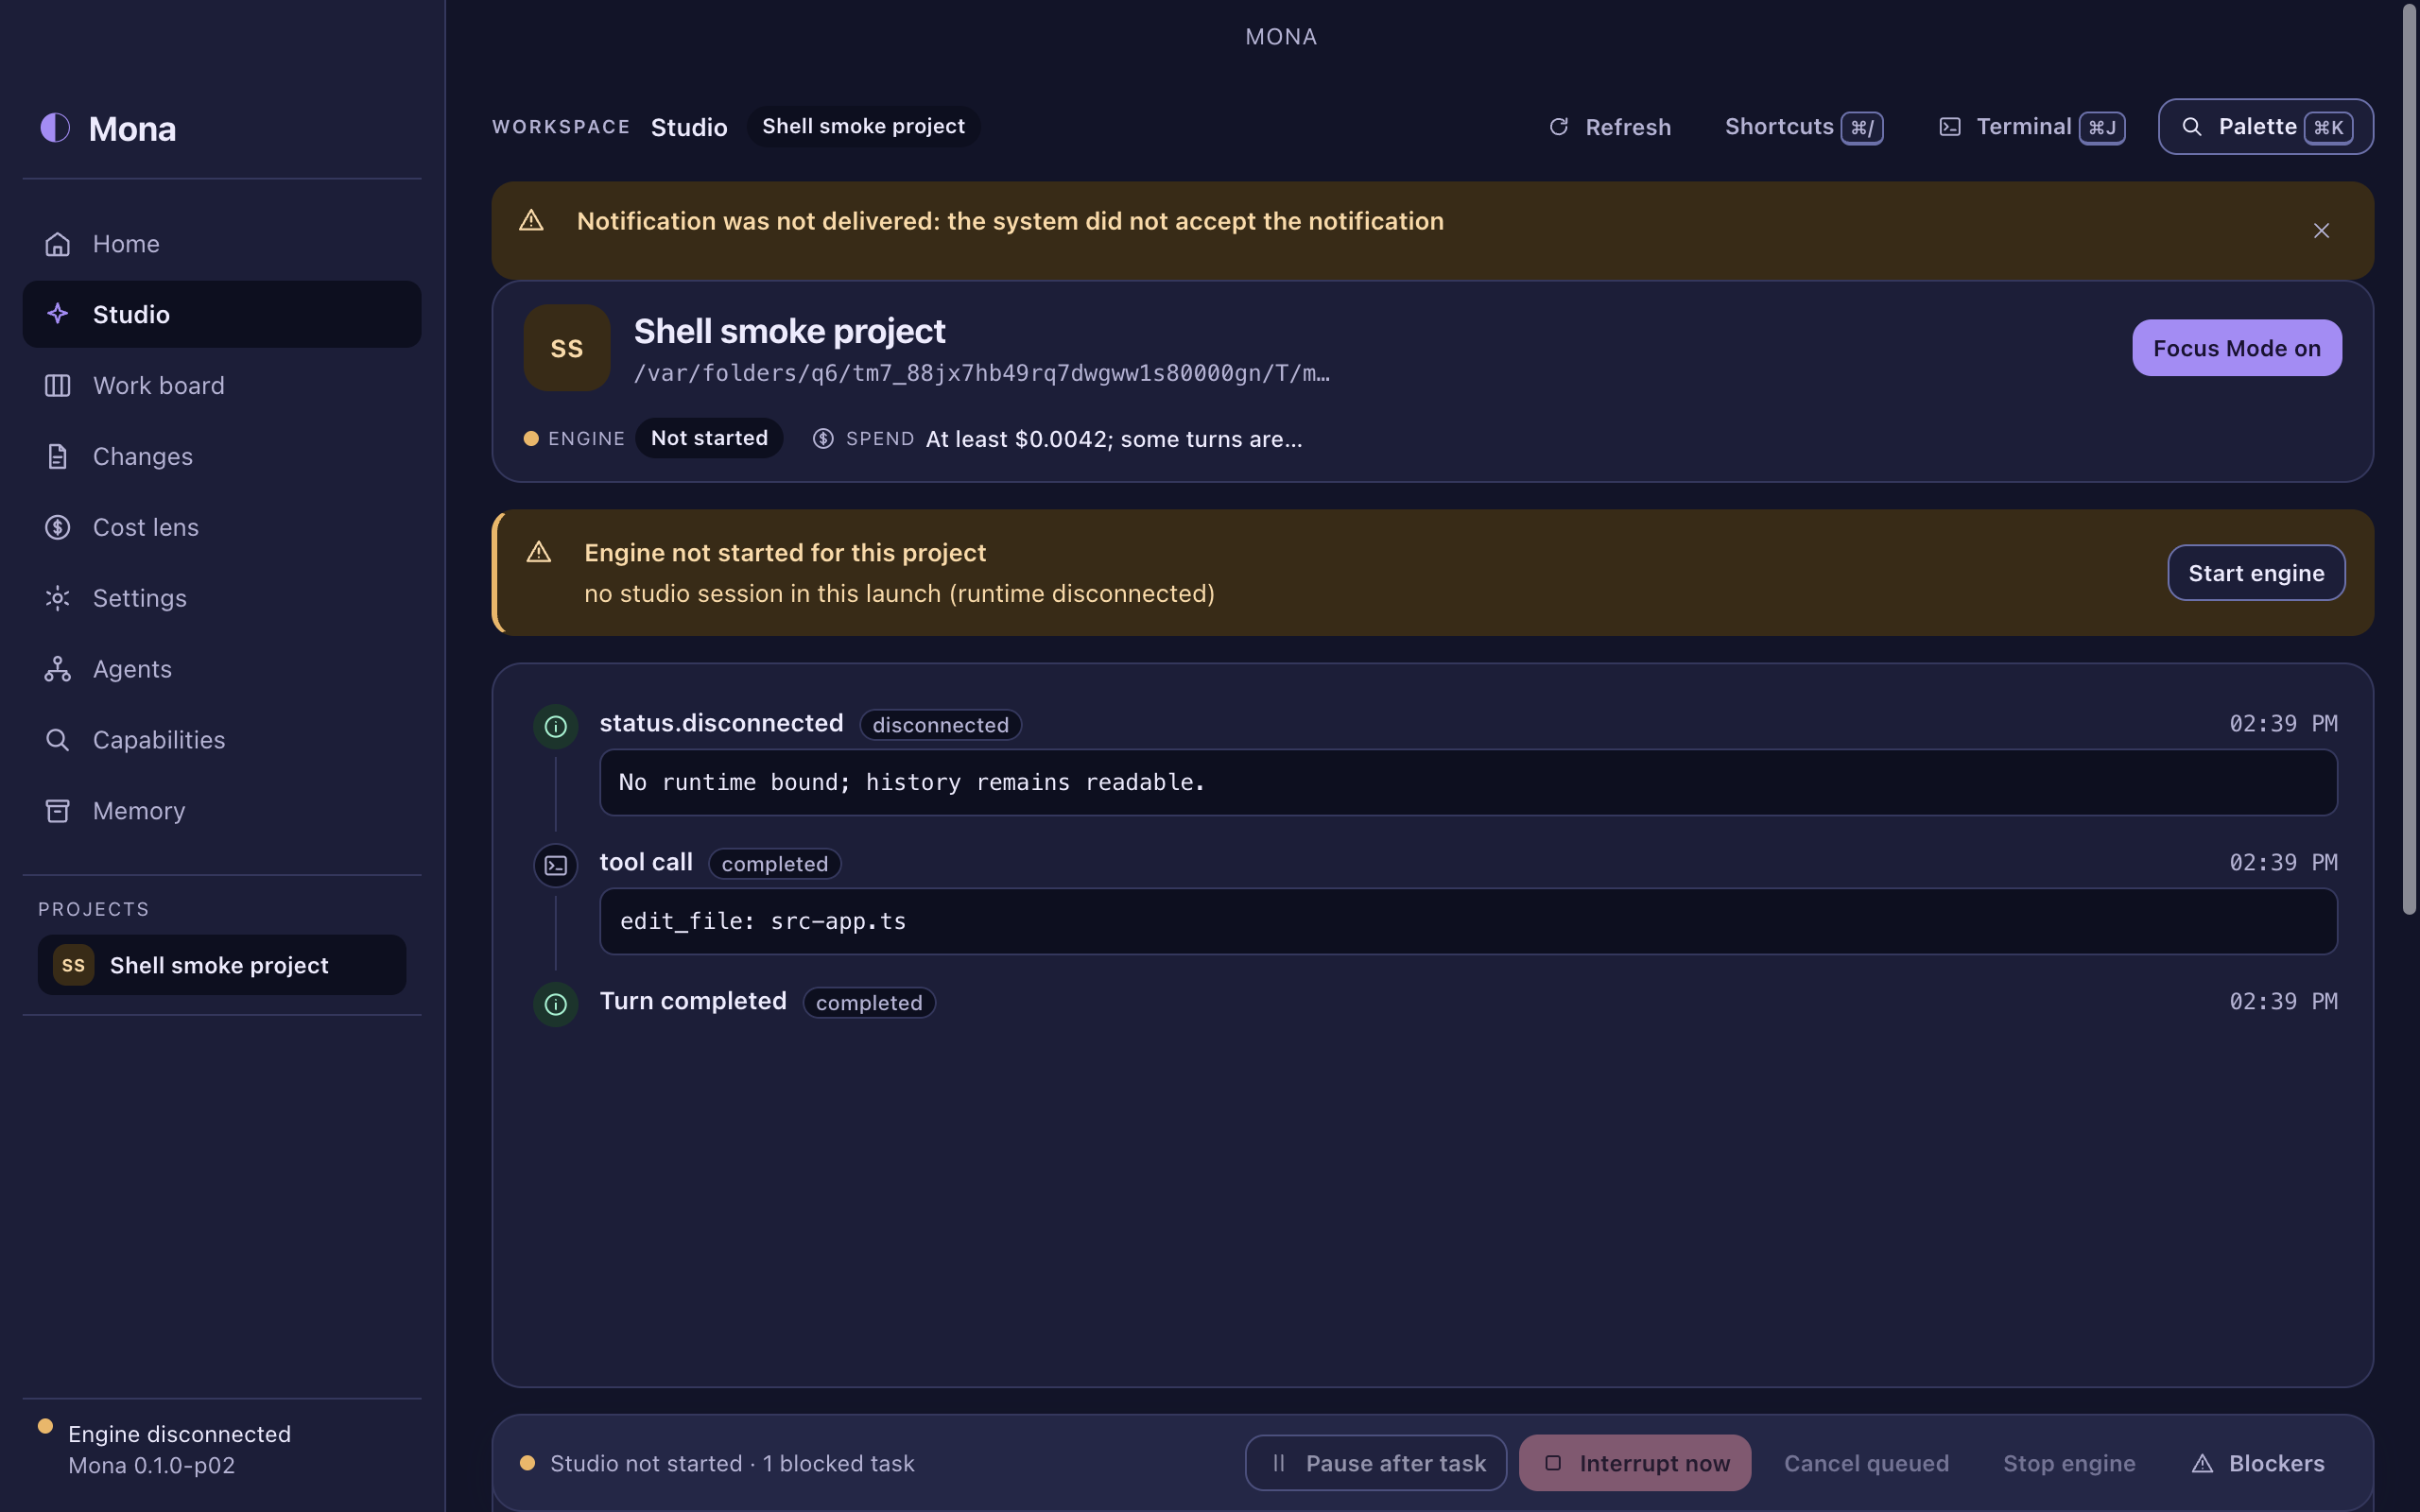 MONA
Mona
Home
Studio
Work board
Changes
Cost lens
Settings
Agents
Capabilities
Memory
PROJECTS
SS Shell smoke project
Engine disconnected
Mona 0.1.0-p02
WORKSPACE Studio Shell smoke project
Refresh Shortcuts ⌘/ Terminal ⌘J Palette ⌘K
Notification was not delivered: the system did not accept the notification
SS
Shell smoke project
/var/folders/q6/tm7_88jx7hb49rq7dwgww1s80000gn/T/m…
Focus Mode on
ENGINE Not started SPEND At least $0.0042; some turns are…
Engine not started for this project
no studio session in this launch (runtime disconnected)
Start engine
status.disconnected disconnected 02:39 PM
No runtime bound; history remains readable.
tool call completed 02:39 PM
edit_file: src-app.ts
Turn completed completed 02:39 PM
Studio not started · 1 blocked task
Pause after task Interrupt now Cancel queued Stop engine Blockers